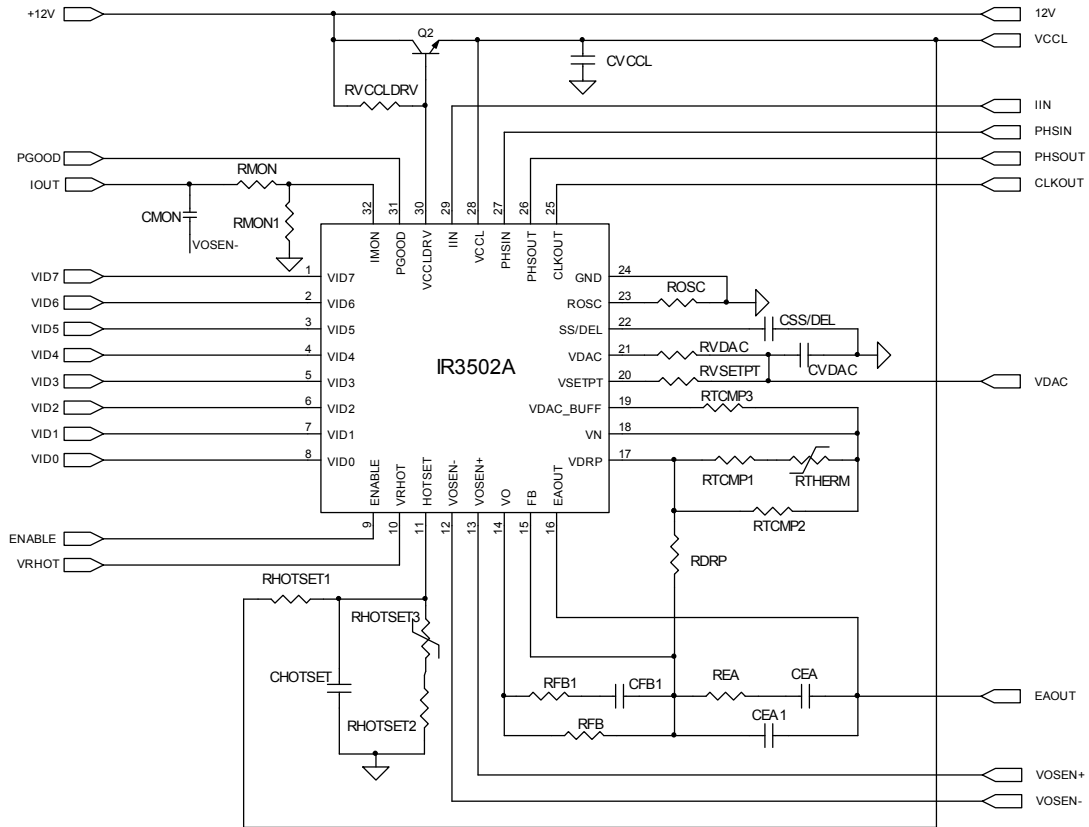 +12V
12V
Q2
VCCL
CVCCL
RVCCLDRV
IIN
PHSIN
PGOOD
PHSOUT
RMON
IOUT
CLKOUT
CMON
RMON1
VOSEN-
32
31
30
29
28
27
26
25
IMON
PGOOD
VCCLDRV
IIN
VCCL
PHSIN
PHSOUT
CLKOUT
VID7
1
VID7
GND
24
VID6
2
VID6
ROSC
23
ROSC
VID5
3
VID5
SS/DEL
22
CSS/DEL
VID4
4
VID4
IR3502A
VDAC
21
RVDAC
CVDAC
VID3
5
VID3
VSETPT
20
RVSETPT
VDAC
VID2
6
VID2
VDAC_BUFF
19
RTCMP3
VID1
7
VID1
VN
18
VID0
8
VID0
VDRP
17
RTCMP1
RTHERM
ENABLE
VRHOT
HOTSET
VOSEN-
VOSEN+
VO
FB
EAOUT
9
10
11
12
13
14
15
16
RTCMP2
ENABLE
VRHOT
RDRP
RHOTSET1
RHOTSET3
CHOTSET
RHOTSET2
RFB1
CFB1
REA
CEA
EAOUT
RFB
CEA1
VOSEN+
VOSEN-